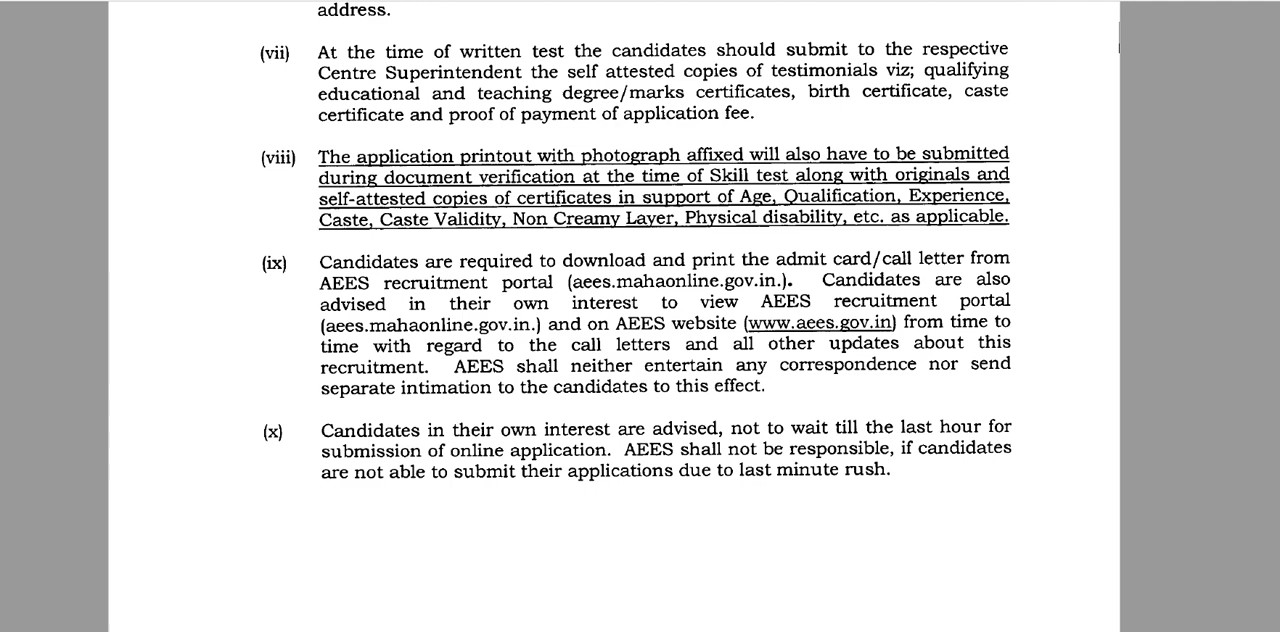 address.
(vii) At the time of written test the candidates should submit to the respective
Centre Superintendent the self attested copies of testimonials viz; qualifying
educational and teaching degree/marks certificates, birth certificate, caste
certificate and proof of payment of application fee.
(viii) The application printout with photograph affixed will also have to be submitted
during document verification at the time of Skill test along with originals and
self-attested copies of certificates in support of Age, Qualification, Experience,
Caste, Caste Validity, Non Creamy Layer, Physical disability, etc. as applicable.
(ix) Candidates are required to download and print the admit card/call letter from
AEES recruitment portal (aees.mahaonline.gov.in.). Candidates are also
advised in their own interest to view AEES recruitment portal
(aees.mahaonline.gov.in.) and on AEES website (www.aees.gov.in) from time to
time with regard to the call letters and all other updates about this
recruitment. AEES shall neither entertain any correspondence nor send
separate intimation to the candidates to this effect.
(x) Candidates in their own interest are advised, not to wait till the last hour for
submission of online application. AEES shall not be responsible, if candidates
are not able to submit their applications due to last minute rush.